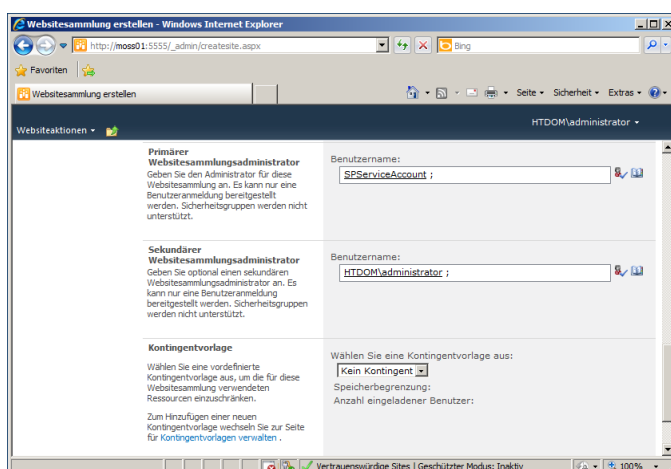 Websitesammlung erstellen - Windows Internet Explorer
http://moss01:5555/_admin/createsite.aspx
Bing
Favoriten
Websitesammlung erstellen
Seite Sicherheit Extras
Websiteaktionen
HTDOM\administrator
Primärer
Websitesammlungsadministrator
Geben Sie den Administrator für diese
Websitesammlung an. Es kann nur eine
Benutzeranmeldung bereitgestellt
werden. Sicherheitsgruppen werden nicht
unterstützt.
Benutzername:
SPServiceAccount ;
Sekundärer
Websitesammlungsadministrator
Geben Sie optional einen sekundären
Websitesammlungsadministrator an. Es
kann nur eine Benutzeranmeldung
bereitgestellt werden. Sicherheitsgruppen
werden nicht unterstützt.
Benutzername:
HTDOM\administrator ;
Kontingentvorlage
Wählen Sie eine vordefinierte
Kontingentvorlage aus, um die für diese
Websitesammlung verwendeten
Ressourcen einzuschränken.
Zum Hinzufügen einer neuen
Kontingentvorlage wechseln Sie zur Seite
für Kontingentvorlagen verwalten .
Wählen Sie eine Kontingentvorlage aus:
Kein Kontingent
Speicherbegrenzung:
Anzahl eingeladener Benutzer:
Vertrauenswürdige Sites | Geschützter Modus: Inaktiv
100%